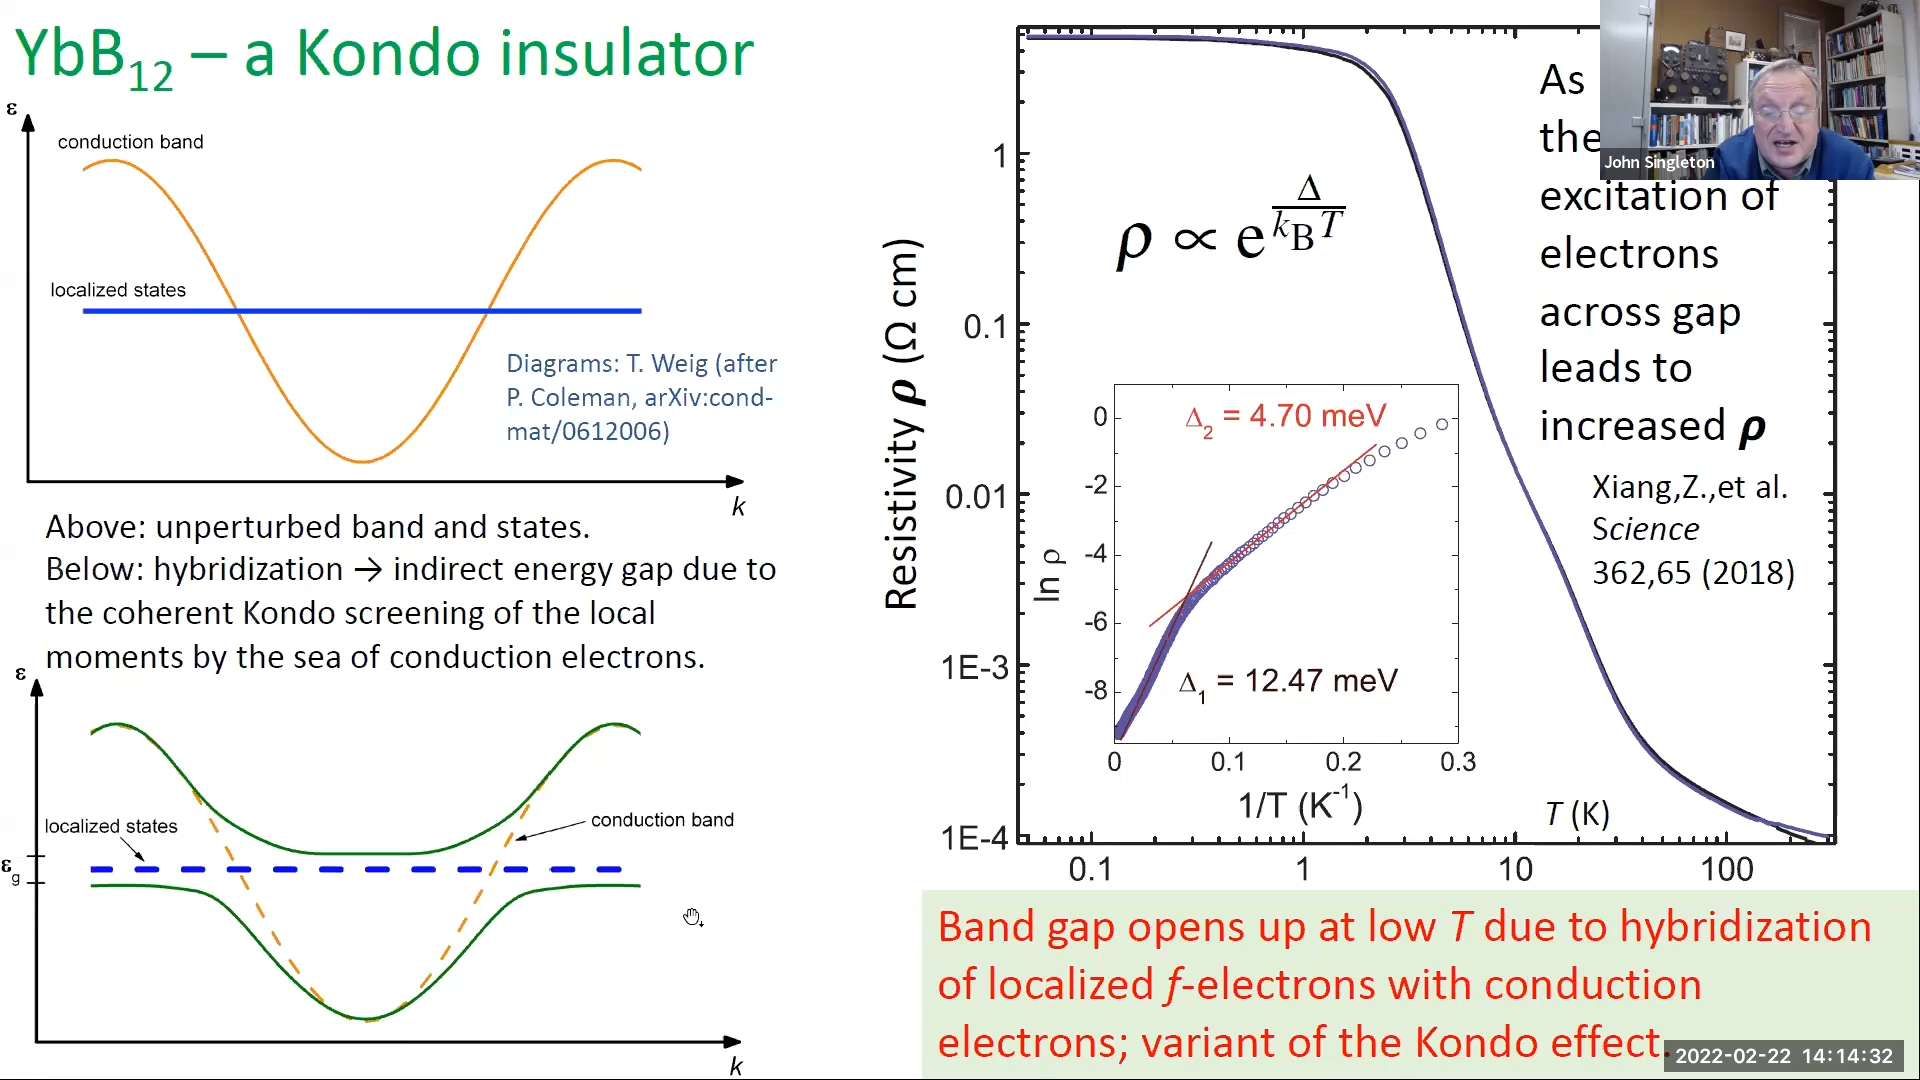 YbB12 – a Kondo insulator
ε
conduction band
localized states
Diagrams: T. Weig (after
P. Coleman, arXiv:cond-
mat/0612006)
k
Above: unperturbed band and states.
Below: hybridization → indirect energy gap due to
the coherent Kondo screening of the local
moments by the sea of conduction electrons.
ε
localized states
conduction band
εg
k
Resistivity ρ (Ω cm)
1
0.1
0.01
1E-3
1E-4
0.1
1
10
100
T (K)
ρ ∝ e^(Δ/kBT)
ln ρ
0
-2
-4
-6
-8
Δ2 = 4.70 meV
Δ1 = 12.47 meV
0
0.1
0.2
0.3
1/T (K-1)
As
the
excitation of
electrons
across gap
leads to
increased ρ
Xiang,Z.,et al.
Science
362,65 (2018)
John Singleton
Band gap opens up at low T due to hybridization
of localized f-electrons with conduction
electrons; variant of the Kondo effect.
2022-02-22 14:14:32